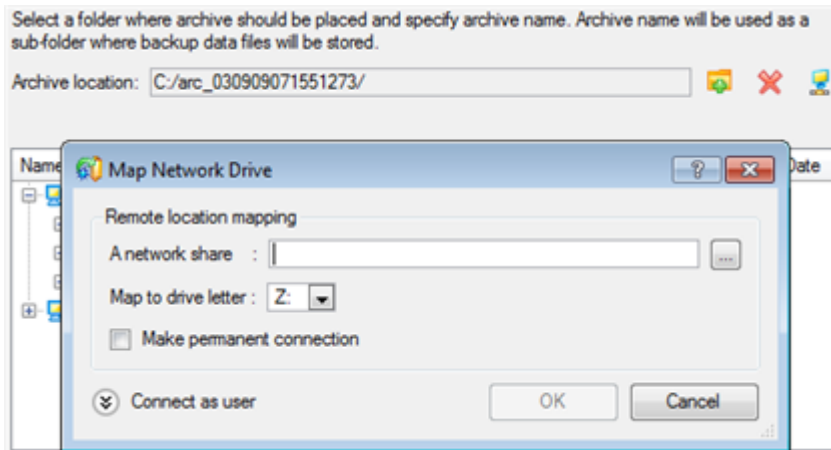 Select a folder where archive should be placed and specify archive name. Archive name will be used as a
sub-folder where backup data files will be stored.
Archive location: C:/arc_030909071551273/
Name Date
Map Network Drive ?
Remote location mapping
A network share : ...
Map to drive letter : Z:
Make permanent connection
Connect as user OK Cancel